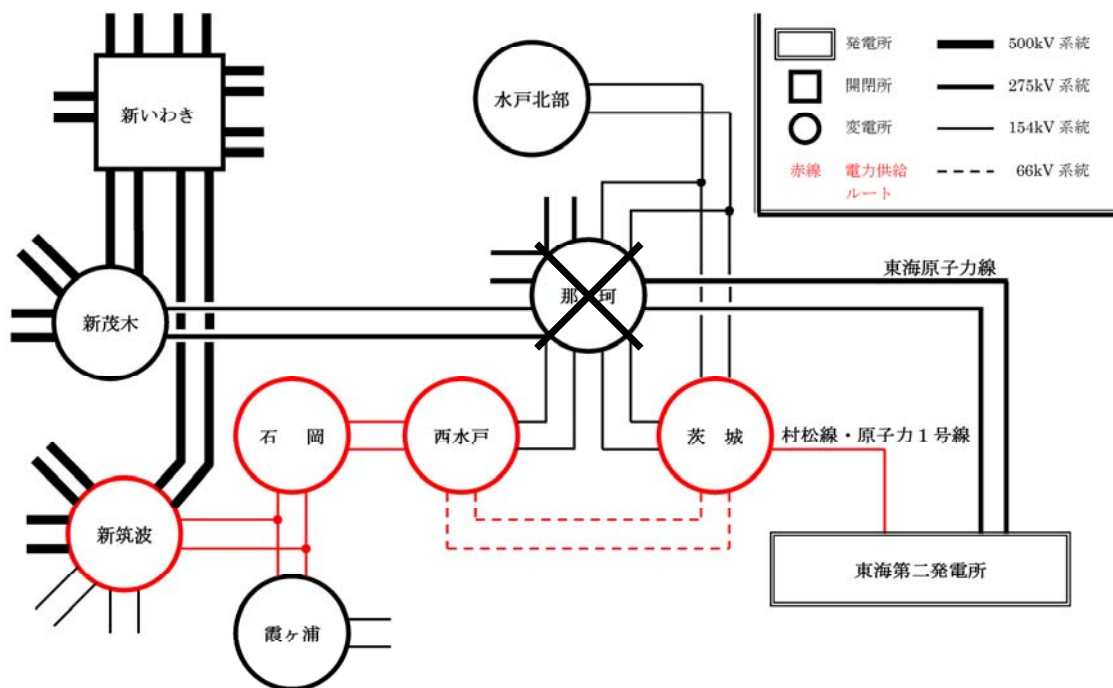 新いわき
水戸北部
発電所
500kV 系統
開閉所
275kV 系統
変電所
154kV 系統
赤線
電力供給
ルート
66kV 系統
新茂木
那 珂
東海原子力線
石 岡
西水戸
茨 城
村松線・原子力1号線
新筑波
東海第二発電所
霞ヶ浦